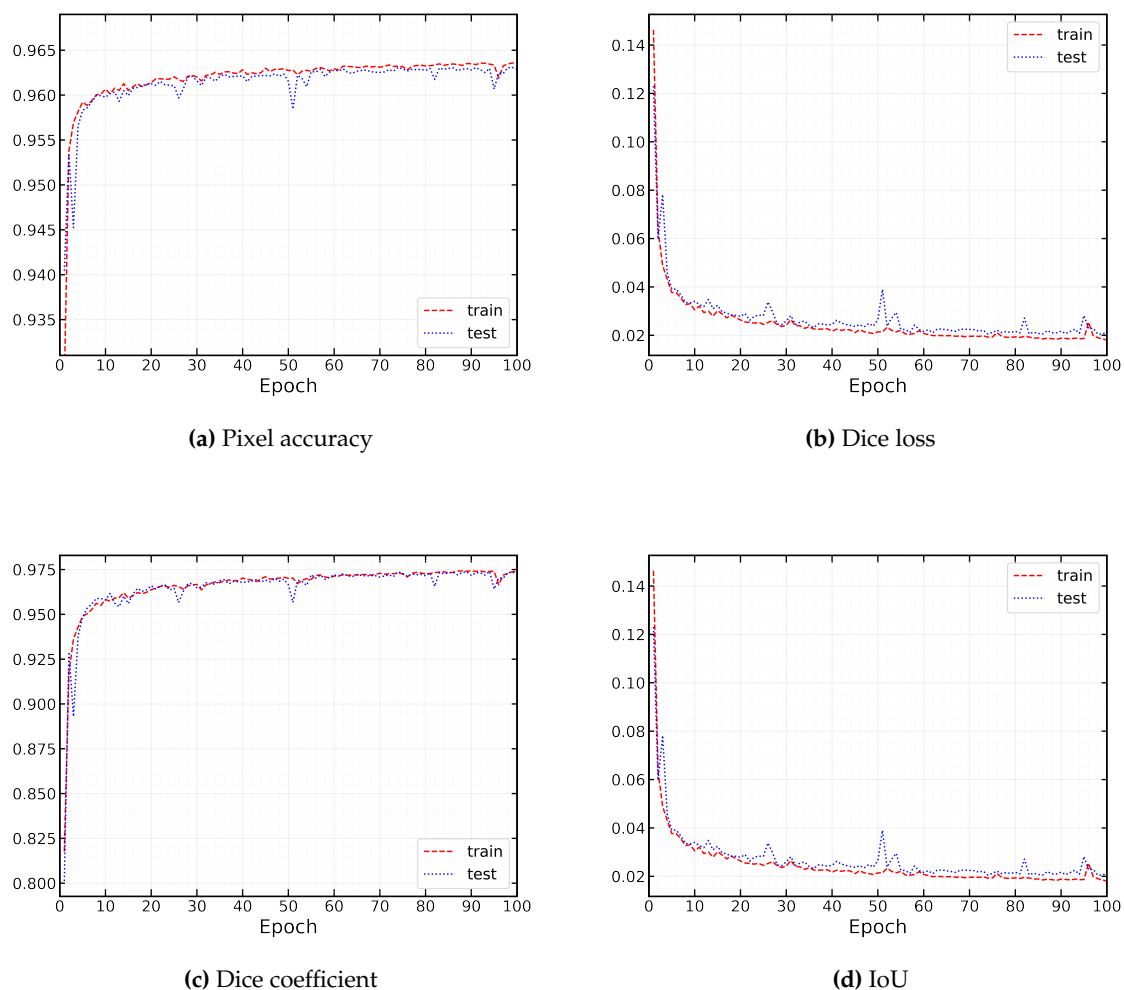 0.965
0.960
0.955
0.950
0.945
0.940
0.935
train
test
0 10 20 30 40 50 60 70 80 90 100
Epoch
(a) Pixel accuracy
0.14
0.12
0.10
0.08
0.06
0.04
0.02
train
test
0 10 20 30 40 50 60 70 80 90 100
Epoch
(b) Dice loss
0.975
0.950
0.925
0.900
0.875
0.850
0.825
0.800
train
test
0 10 20 30 40 50 60 70 80 90 100
Epoch
(c) Dice coefficient
0.14
0.12
0.10
0.08
0.06
0.04
0.02
train
test
0 10 20 30 40 50 60 70 80 90 100
Epoch
(d) IoU